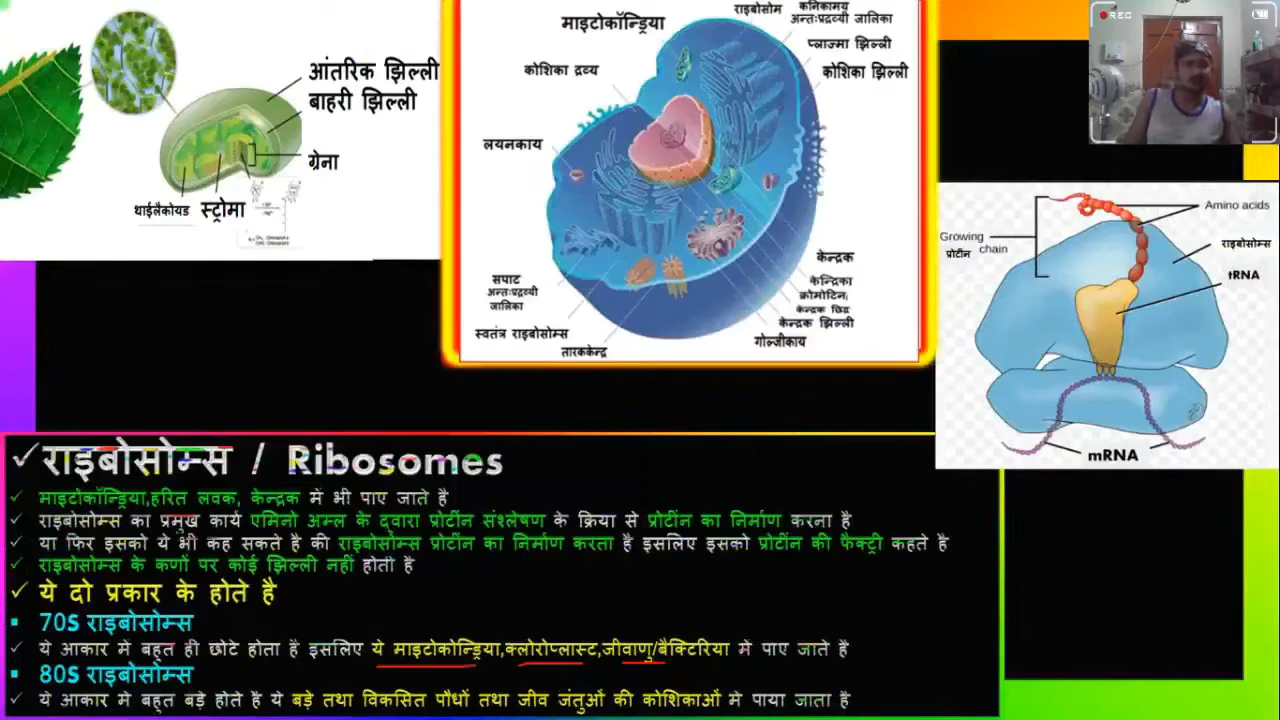 आंतरिक झिल्ली
बाहरी झिल्ली
ग्रेना
थाईलैकोयड
स्ट्रोमा
माइटोकॉन्ड्रिया
राइबोसोम
कनिकामय
अन्तःप्रद्रव्यी जालिका
प्लाज्मा झिल्ली
कोशिका झिल्ली
कोशिका द्रव्य
लयनकाय
सपाट
अन्तःप्रद्रव्यी
जालिका
स्वतंत्र राइबोसोम्स
तारककेन्द्र
केन्द्रक
केन्द्रिका
क्रोमोटिन
केन्द्रक छिद्र
केन्द्रक झिल्ली
गोल्जीकाय
REC
Amino acids
Growing
प्रोटीन chain
राइबोसोम्स
tRNA
mRNA
राइबोसोम्स / Ribosomes
माइटोकॉन्ड्रिया,हरित लवक, केन्द्रक में भी पाए जाते है
राइबोसोम्स का प्रमुख कार्य एमिनो अम्ल के द्वारा प्रोटीन संश्लेषण के क्रिया से प्रोटीन का निर्माण करना है
या फिर इसको ये भी कह सकते है की राइबोसोम्स प्रोटीन का निर्माण करता है इसलिए इसको प्रोटीन की फैक्ट्री कहते है
राइबोसोम्स के कणों पर कोई झिल्ली नहीं होती है
ये दो प्रकार के होते है
70S राइबोसोम्स
ये आकार में बहुत ही छोटे होता है इसलिए ये माइटोकोन्ड्रिया,क्लोरोप्लास्ट,जीवाणु/बैक्टिरिया में पाए जाते है
80S राइबोसोम्स
ये आकार में बहुत बड़े होते है ये बड़े तथा विकसित पौधों तथा जीव जंतुओं की कोशिकाओं में पाया जाता है